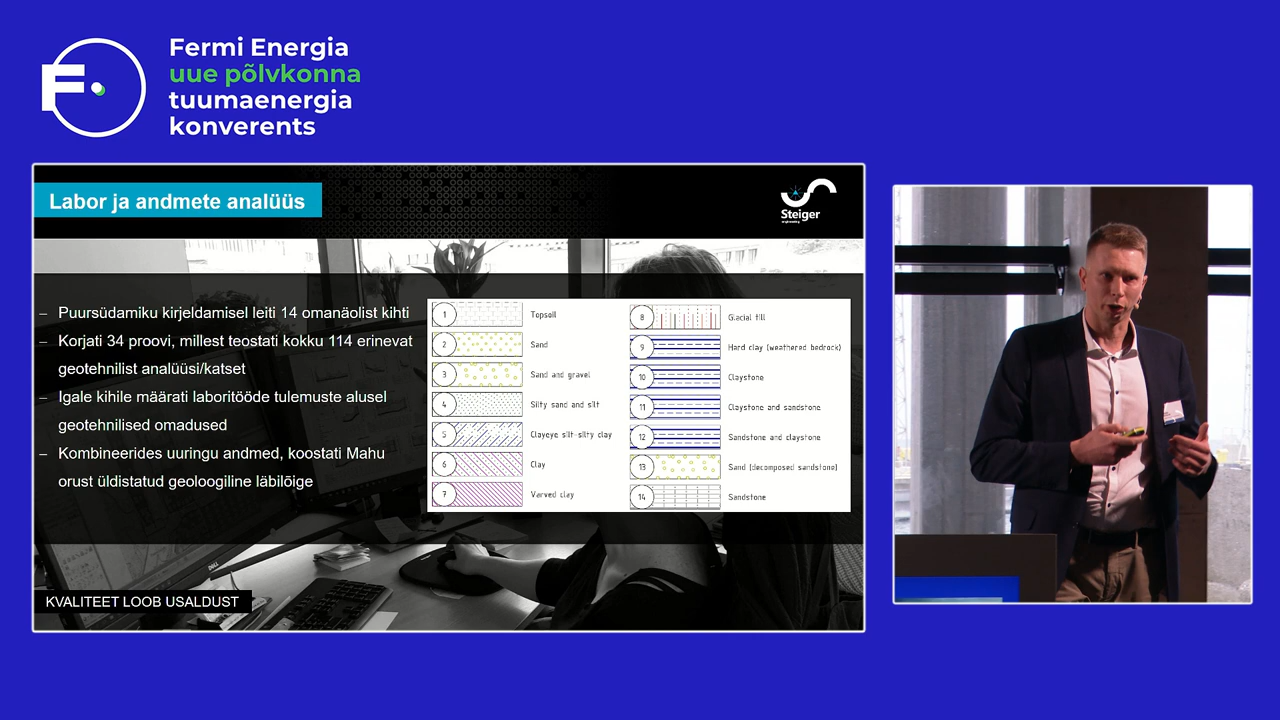 Fermi Energia
uue põlvkonna
tuumaenergia
konverents
Labor ja andmete analüüs
Steiger
engineering
– Puursüdamiku kirjeldamisel leiti 14 omanäolist kihti
– Korjati 34 proovi, millest teostati kokku 114 erinevat
geotehnilist analüüsi/katset
– Igale kihile määrati laboritööde tulemuste alusel
geotehnilised omadused
– Kombineerides uuringu andmed, koostati Mahu
orust üldistatud geoloogiline läbilõige
1 Topsoil
2 Sand
3 Sand and gravel
4 Silty sand and silt
5 Clayeye silt-silty clay
6 Clay
7 Varved clay
8 Glacial till
9 Hard clay (weathered bedrock)
10 Claystone
11 Claystone and sandstone
12 Sandstone and claystone
13 Sand (decomposed sandstone)
14 Sandstone
DELL
KVALITEET LOOB USALDUST